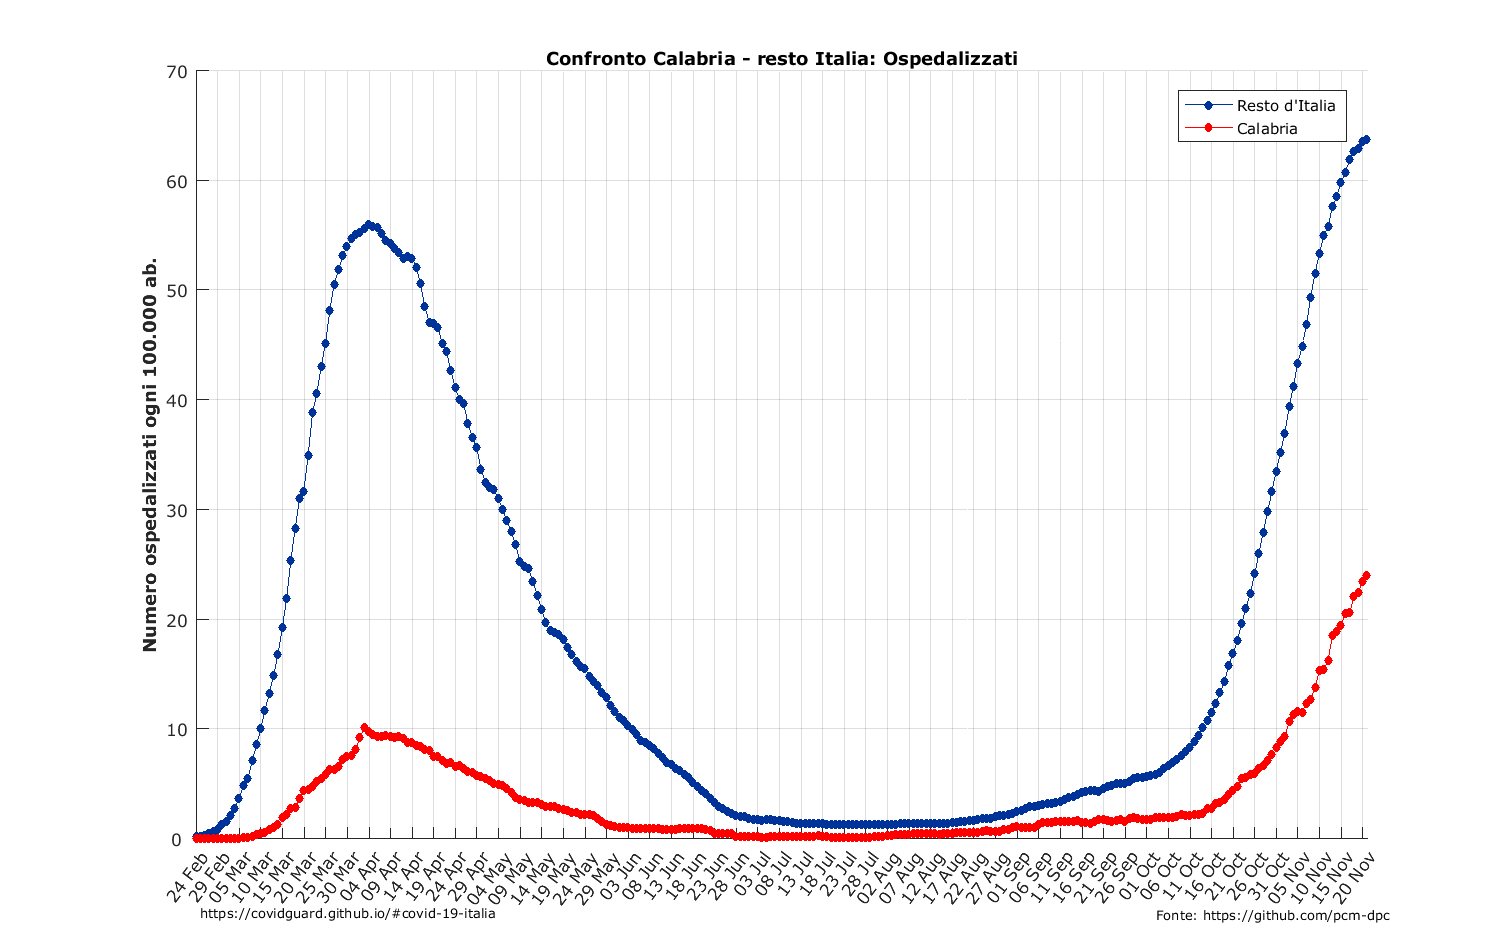 Confronto Calabria - resto Italia: Ospedalizzati
Resto d'Italia
Calabria
Numero ospedalizzati ogni 100.000 ab.
70
60
50
40
30
20
10
0
24 Feb
29 Feb
05 Mar
10 Mar
15 Mar
20 Mar
25 Mar
30 Mar
04 Apr
09 Apr
14 Apr
19 Apr
24 Apr
29 Apr
04 May
09 May
14 May
19 May
24 May
29 May
03 Jun
08 Jun
13 Jun
18 Jun
23 Jun
28 Jun
03 Jul
08 Jul
13 Jul
18 Jul
23 Jul
28 Jul
02 Aug
07 Aug
12 Aug
17 Aug
22 Aug
27 Aug
01 Sep
06 Sep
11 Sep
16 Sep
21 Sep
26 Sep
01 Oct
06 Oct
11 Oct
16 Oct
21 Oct
26 Oct
31 Oct
05 Nov
10 Nov
15 Nov
20 Nov
https://covidguard.github.io/#covid-19-italia
Fonte: https://github.com/pcm-dpc